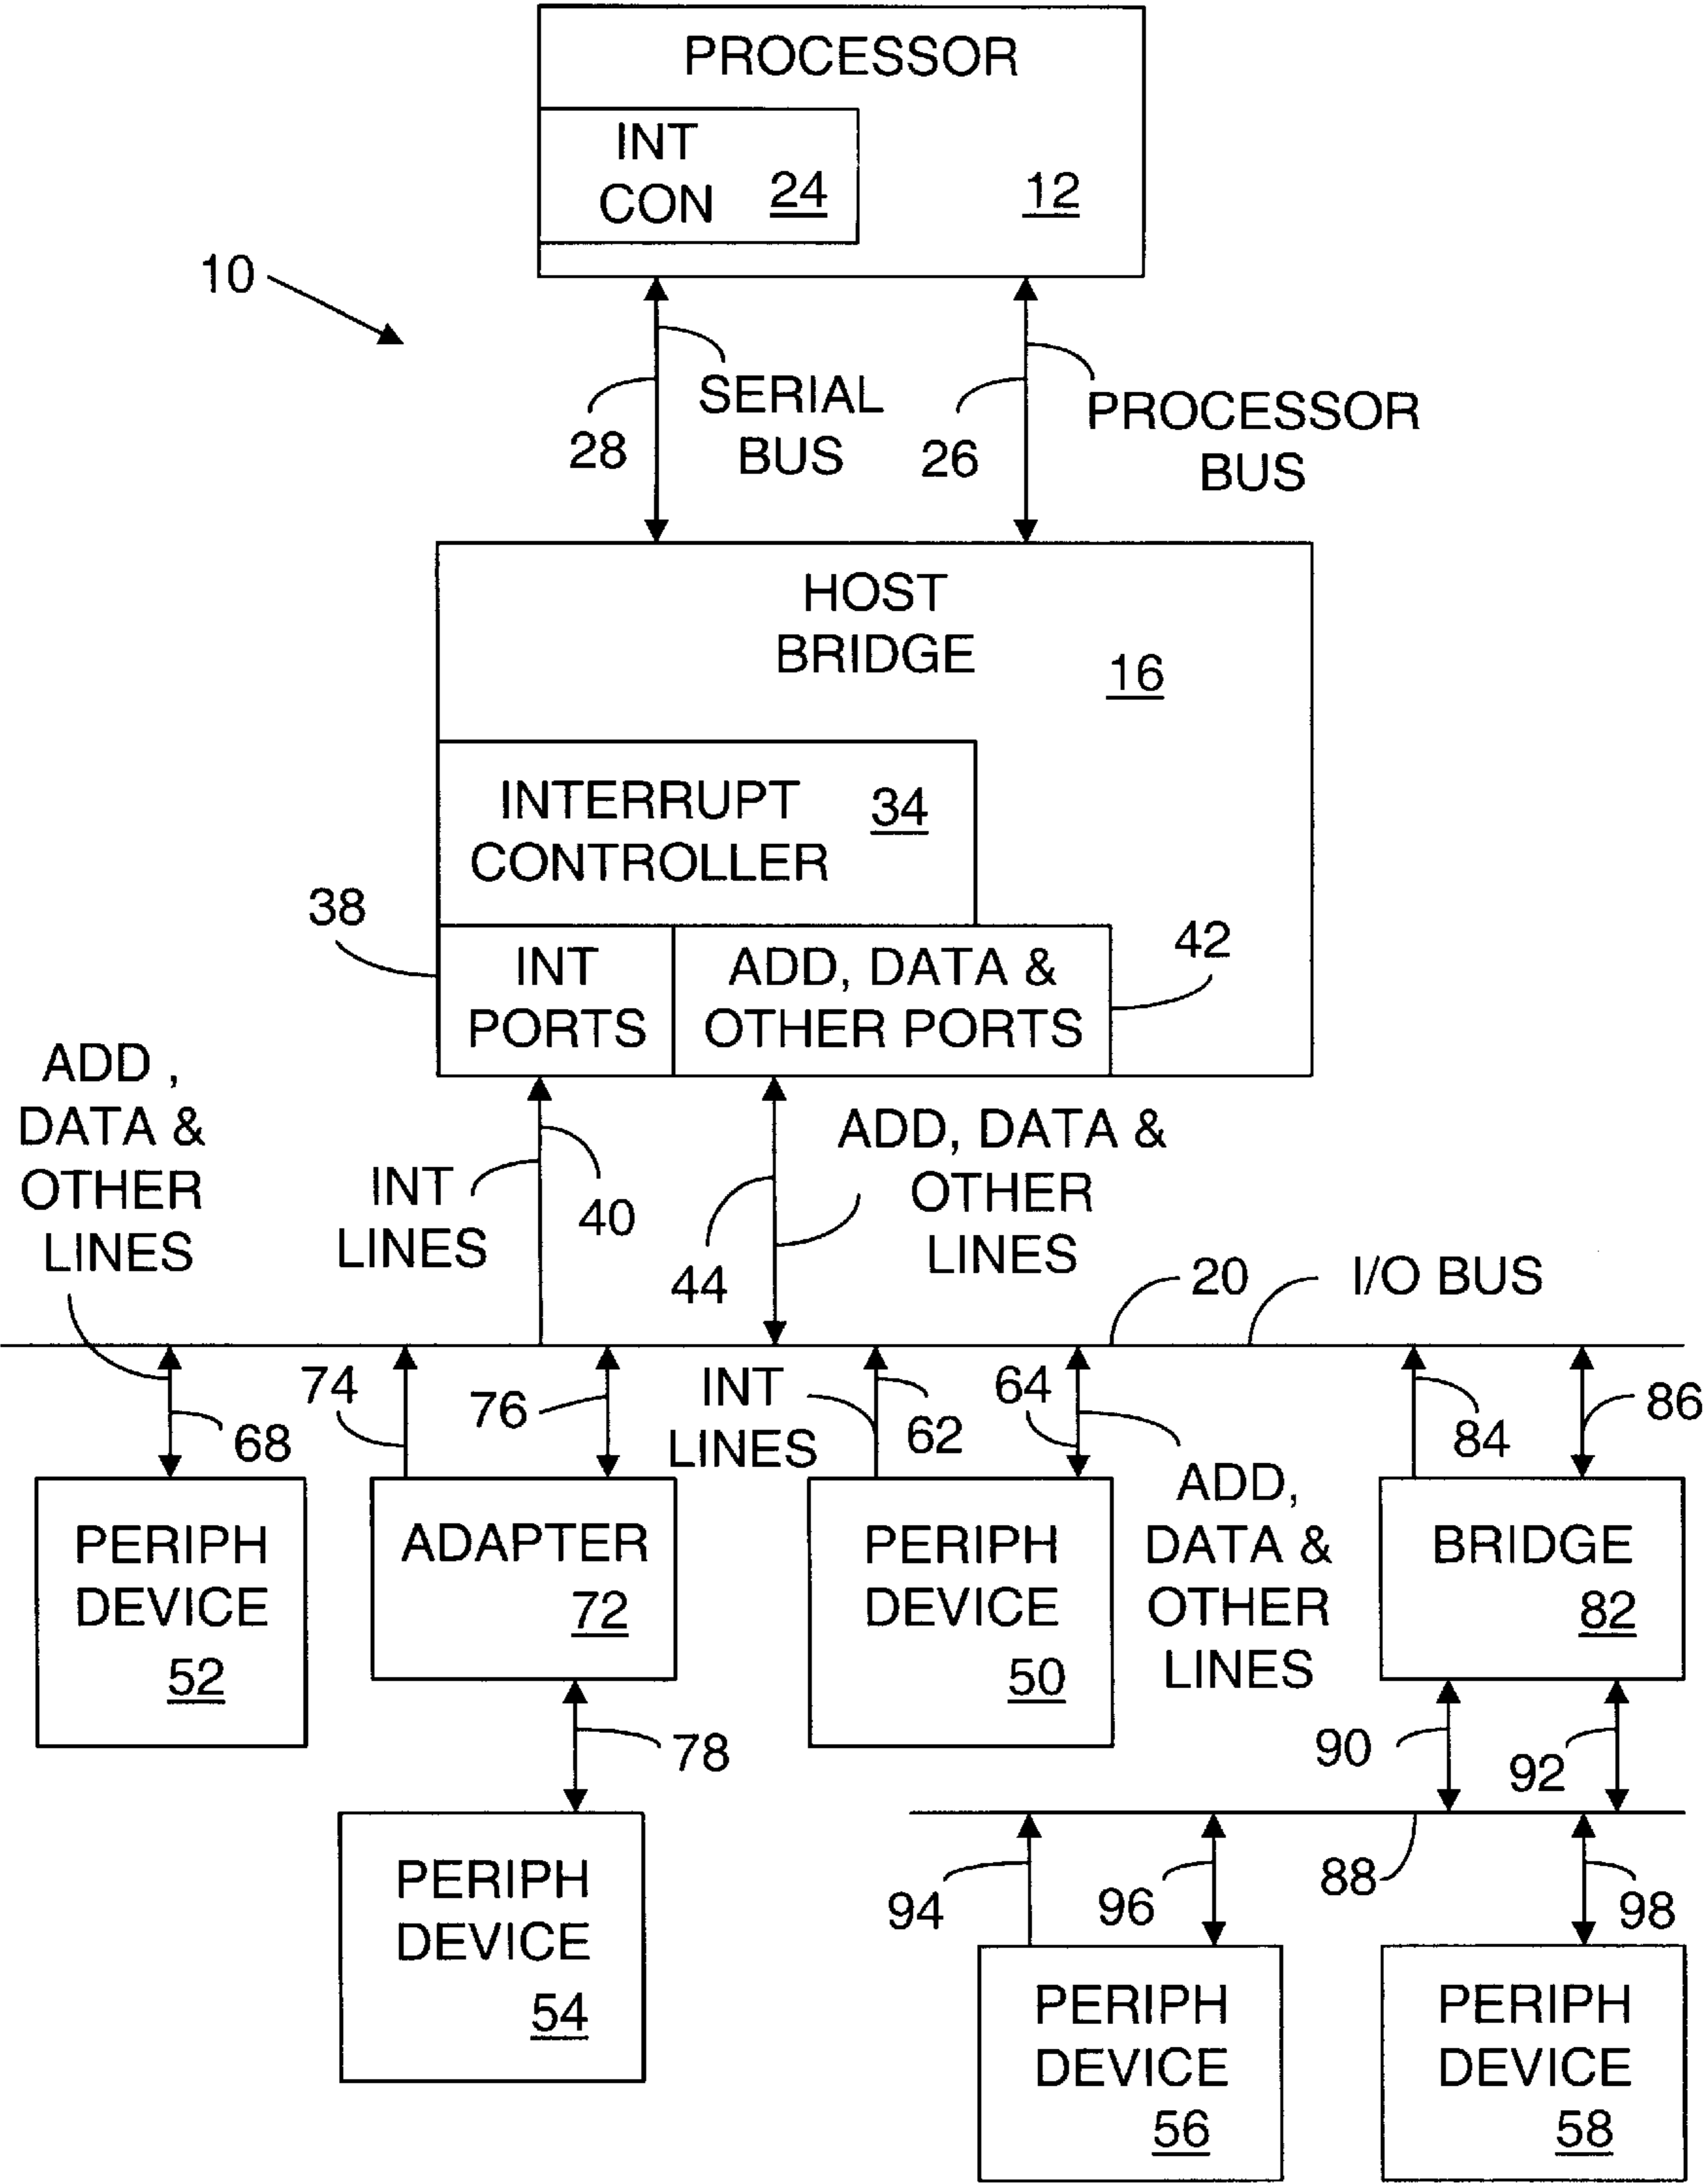 PROCESSOR
INT
CON
24
12
10
SERIAL
BUS
28
PROCESSOR
BUS
26
HOST
BRIDGE
16
INTERRUPT
CONTROLLER
34
38
INT
PORTS
ADD, DATA &
OTHER PORTS
42
ADD ,
DATA &
OTHER
LINES
INT
LINES
40
44
ADD, DATA &
OTHER
LINES
20
I/O BUS
68
74
76
INT
LINES
62
64
ADD,
DATA &
OTHER
LINES
84
86
PERIPH
DEVICE
52
ADAPTER
72
PERIPH
DEVICE
50
BRIDGE
82
78
90
92
PERIPH
DEVICE
54
94
96
88
98
PERIPH
DEVICE
56
PERIPH
DEVICE
58